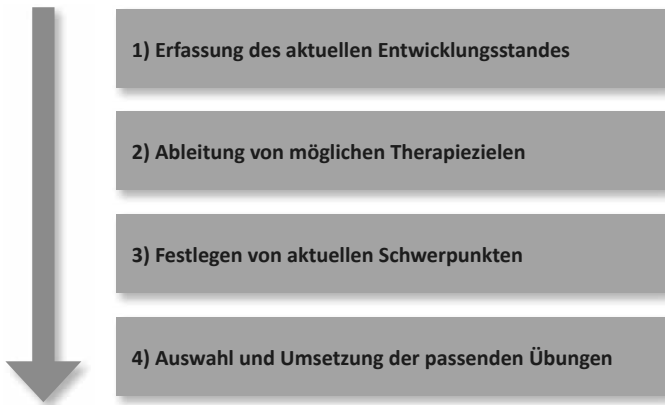 1) Erfassung des aktuellen Entwicklungsstandes
2) Ableitung von möglichen Therapiezielen
3) Festlegen von aktuellen Schwerpunkten
4) Auswahl und Umsetzung der passenden Übungen